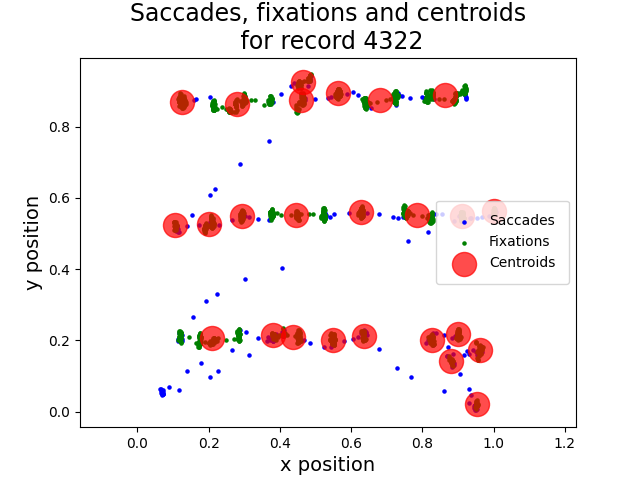 Saccades, fixations and centroids
for record 4322
y position
0.8
0.6
0.4
0.2
0.0
Saccades
Fixations
Centroids
0.0 0.2 0.4 0.6 0.8 1.0 1.2
x position